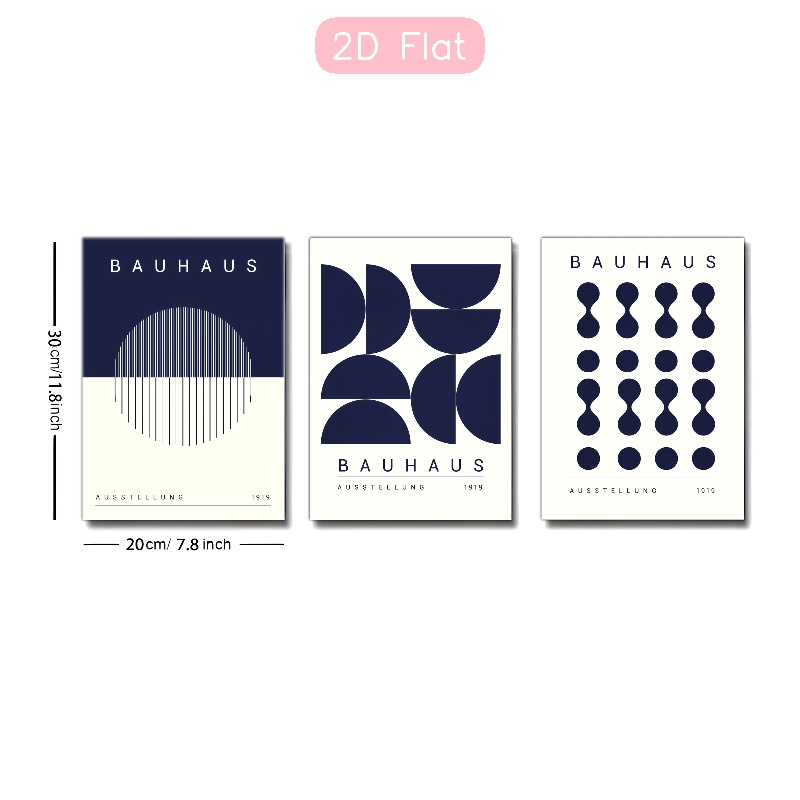 2D Flat
30cm/11.8inch
BAUHAUS
AUSSTELLUNG 1919
20cm/ 7.8 inch
BAUHAUS
AUSSTELLUNG 1919
BAUHAUS
AUSSTELLUNG 1919